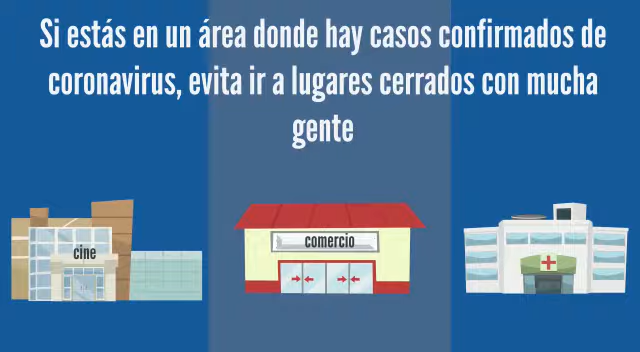 Si estás en un área donde hay casos confirmados de
coronavirus, evita ir a lugares cerrados con mucha
gente
cine
comercio